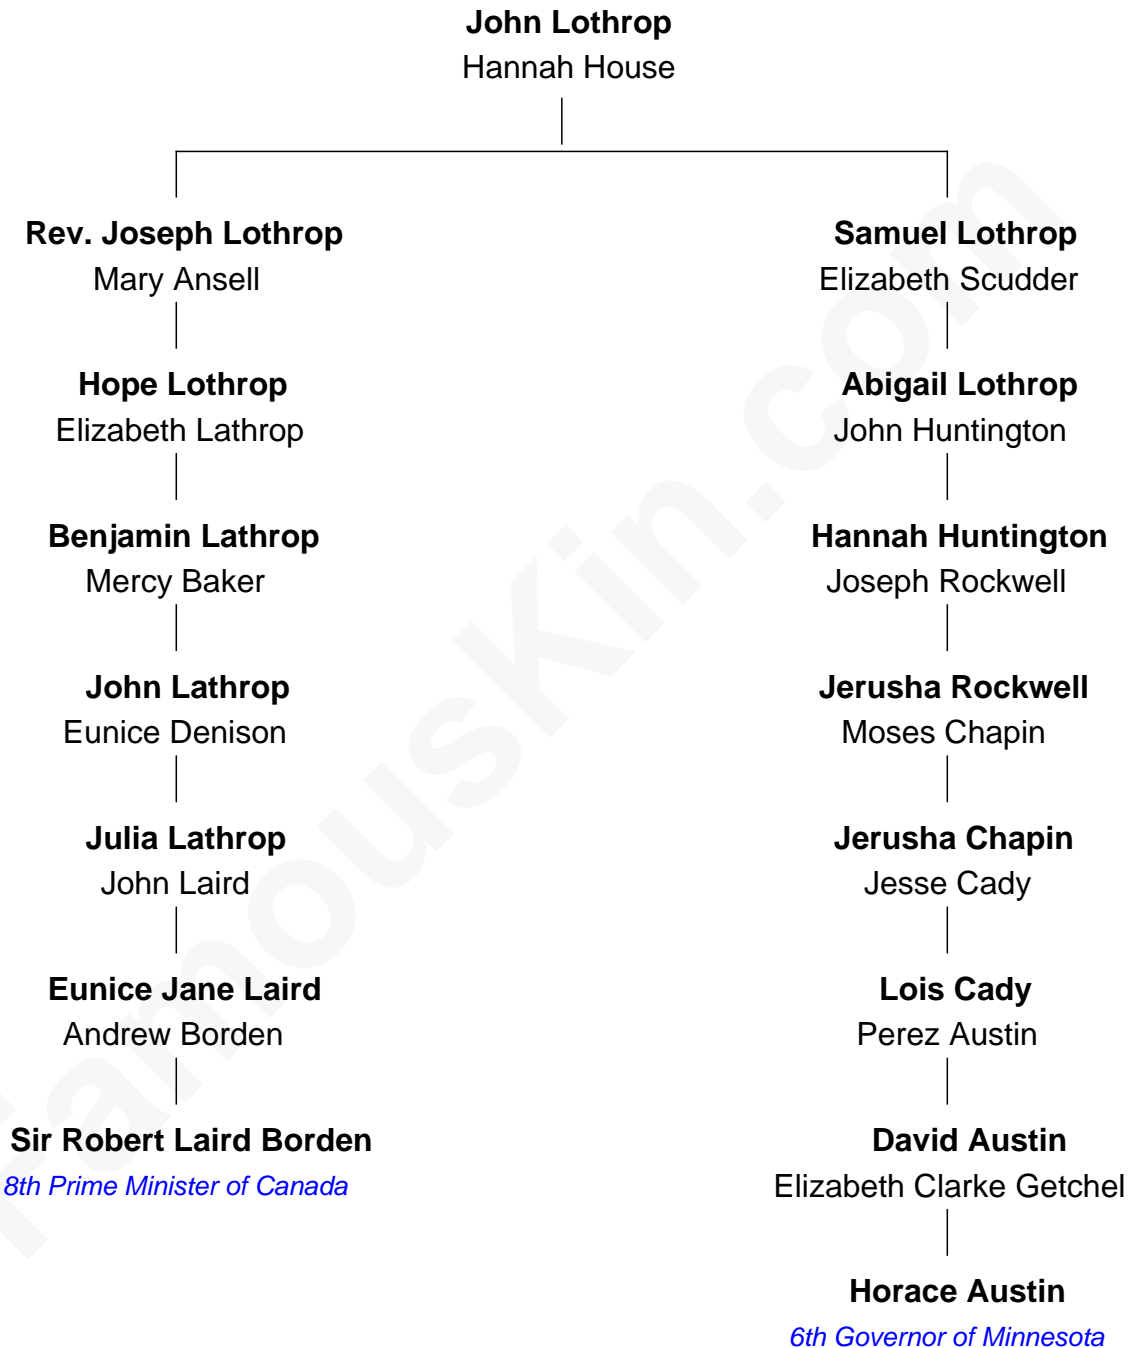 John Lothrop
Hannah House
Rev. Joseph Lothrop
Mary Ansell
Samuel Lothrop
Elizabeth Scudder
Hope Lothrop
Elizabeth Lathrop
Abigail Lothrop
John Huntington
Benjamin Lathrop
Mercy Baker
Hannah Huntington
Joseph Rockwell
John Lathrop
Eunice Denison
Jerusha Rockwell
Moses Chapin
Julia Lathrop
John Laird
Jerusha Chapin
Jesse Cady
Eunice Jane Laird
Andrew Borden
Lois Cady
Perez Austin
Sir Robert Laird Borden
8th Prime Minister of Canada
David Austin
Elizabeth Clarke Getchel
Horace Austin
6th Governor of Minnesota
FamousKin.com